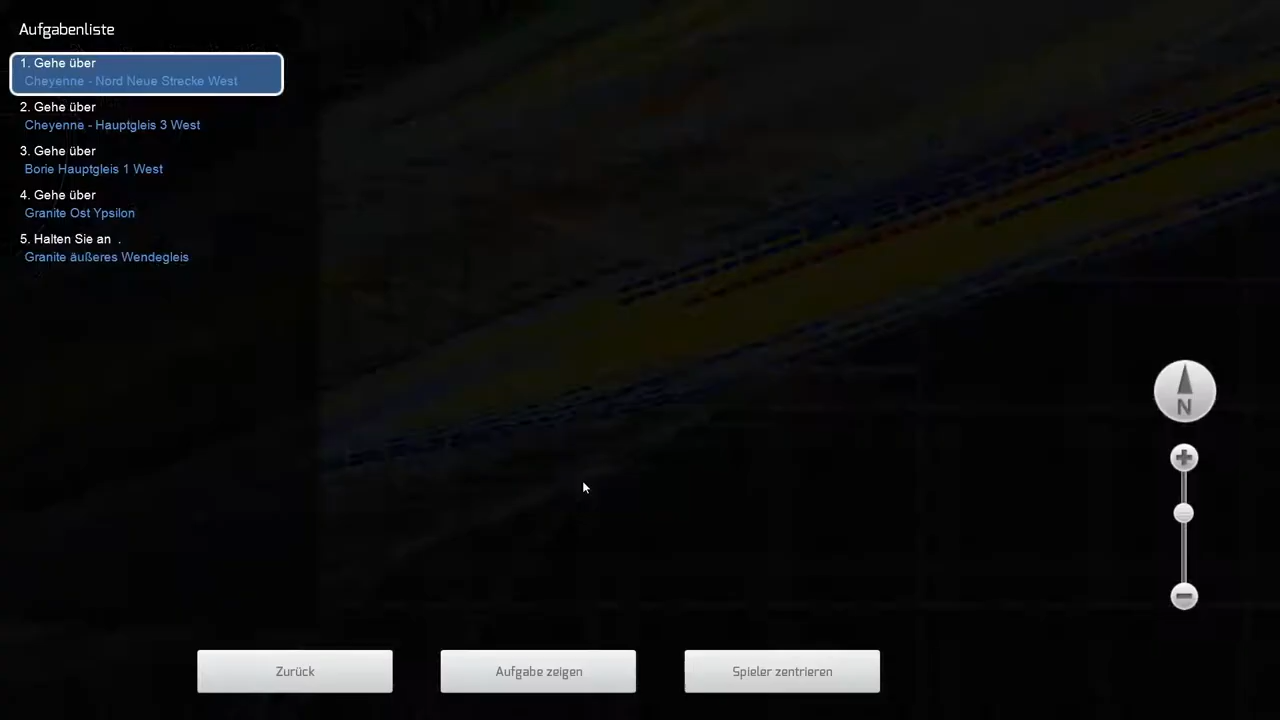 Aufgabenliste
1. Gehe über
Cheyenne - Nord Neue Strecke West
2. Gehe über
Cheyenne - Hauptgleis 3 West
3. Gehe über
Borie Hauptgleis 1 West
4. Gehe über
Granite Ost Ypsilon
5. Halten Sie an .
Granite äußeres Wendegleis
N
Zurück
Aufgabe zeigen
Spieler zentrieren